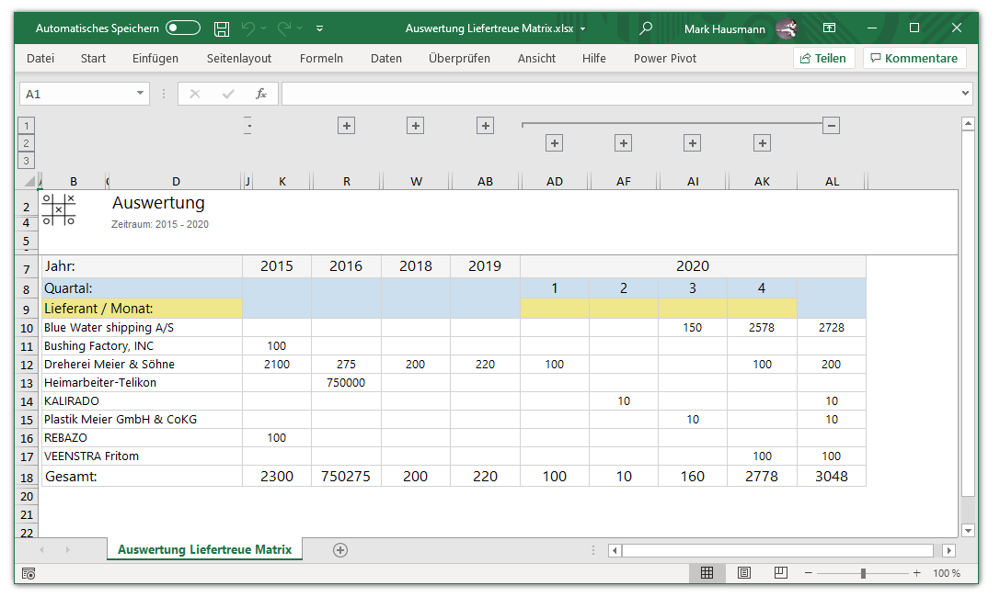 Automatisches Speichern Auswertung Liefertreue Matrix.xlsx Mark Hausmann
Datei Start Einfügen Seitenlayout Formeln Daten Überprüfen Ansicht Hilfe Power Pivot Teilen Kommentare
A1 fx
1
2
3
A B C D J K R W AB AD AF AI AK AL
2 Auswertung
4 Zeitraum: 2015 - 2020
5
7 Jahr: 2015 2016 2018 2019 2020
8 Quartal: 1 2 3 4
9 Lieferant / Monat:
10 Blue Water shipping A/S 150 2578 2728
11 Bushing Factory, INC 100
12 Dreherei Meier & Söhne 2100 275 200 220 100 100 200
13 Heimarbeiter-Telikon 750000
14 KALIRADO 10 10
15 Plastik Meier GmbH & CoKG 10 10
16 REBAZO 100
17 VEENSTRA Fritom 100 100
18 Gesamt: 2300 750275 200 220 100 10 160 2778 3048
20
21
22
Auswertung Liefertreue Matrix
100 %